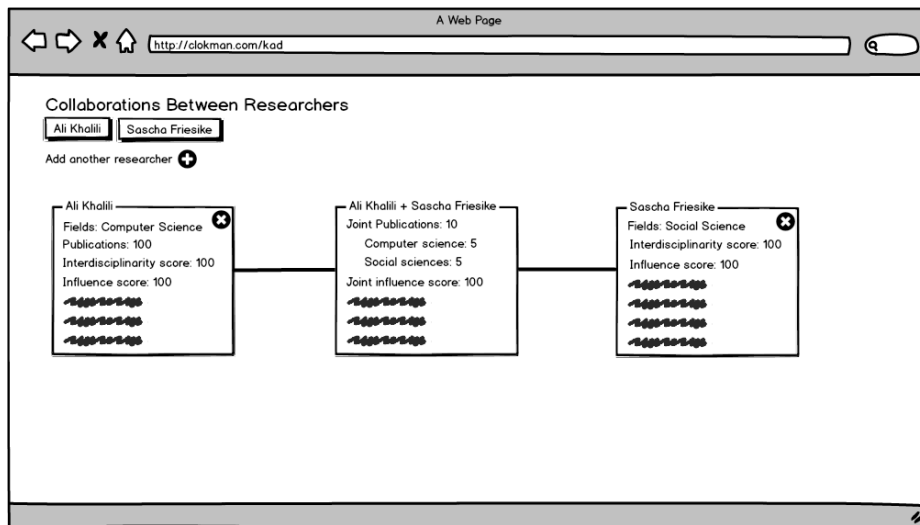 A Web Page
http://clokman.com/kad
Collaborations Between Researchers
Ali Khalili
Sascha Friesike
Add another researcher
Ali Khalili
Fields: Computer Science
Publications: 100
Interdisciplinarity score: 100
Influence score: 100
Ali Khalili + Sascha Friesike
Joint Publications: 10
Computer science: 5
Social sciences: 5
Joint influence score: 100
Sascha Friesike
Fields: Social Science
Interdisciplinarity score: 100
Influence score: 100